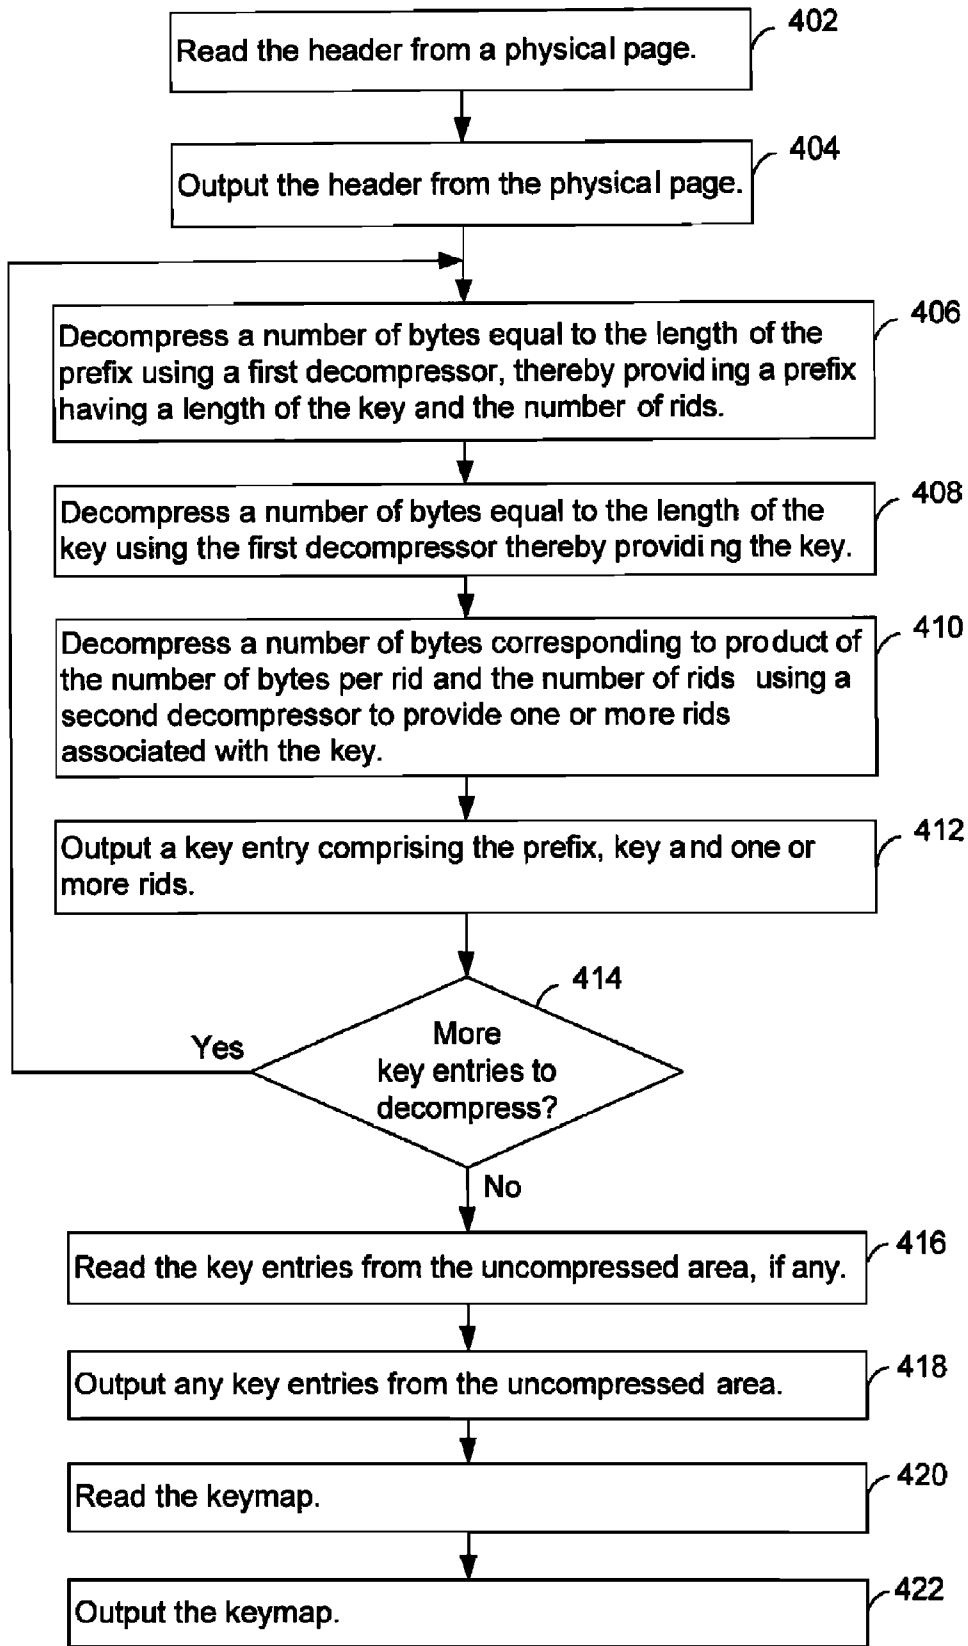 402
Read the header from a physical page.
404
Output the header from the physical page.
406
Decompress a number of bytes equal to the length of the
prefix using a first decompressor, thereby providing a prefix
having a length of the key and the number of rids.
408
Decompress a number of bytes equal to the length of the
key using the first decompressor thereby providing the key.
410
Decompress a number of bytes corresponding to product of
the number of bytes per rid and the number of rids using a
second decompressor to provide one or more rids
associated with the key.
412
Output a key entry comprising the prefix, key and one or
more rids.
414
More
key entries to
decompress?
Yes
No
416
Read the key entries from the uncompressed area, if any.
418
Output any key entries from the uncompressed area.
420
Read the keymap.
422
Output the keymap.